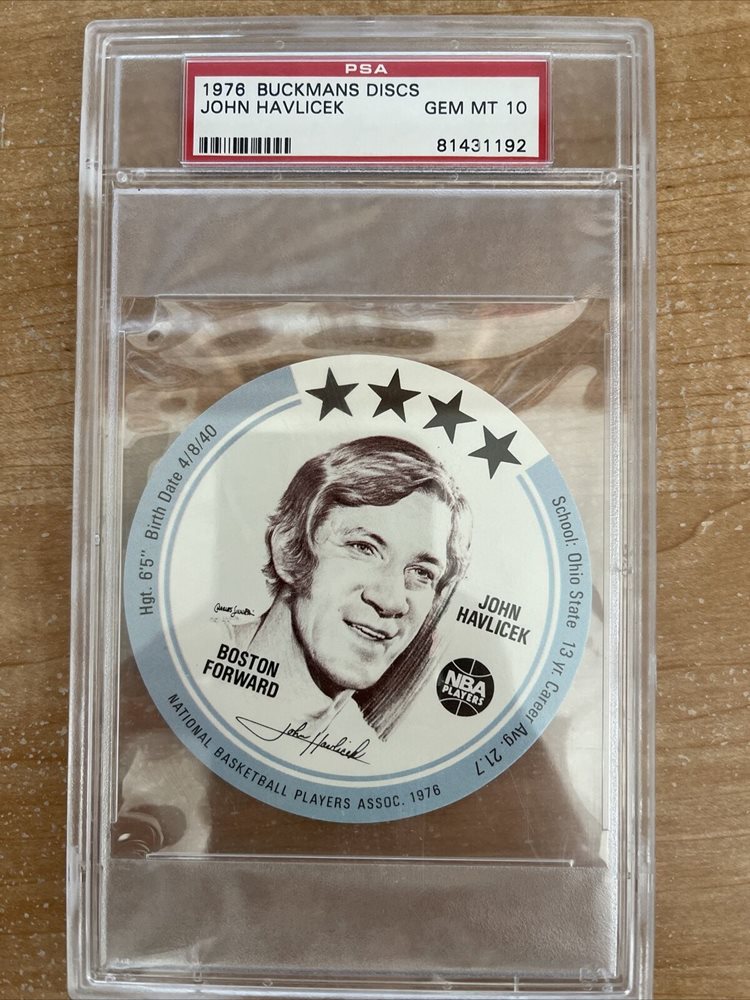 PSA
1976 BUCKMANS DISCS
JOHN HAVLICEK GEM MT 10
81431192
Hgt. 6'5" Birth Date 4/8/40
School: Ohio State 13 yr. Career Avg. 21.7
JOHN
HAVLICEK
BOSTON
FORWARD
NBA
PLAYERS
John Havlicek
NATIONAL BASKETBALL PLAYERS ASSOC. 1976